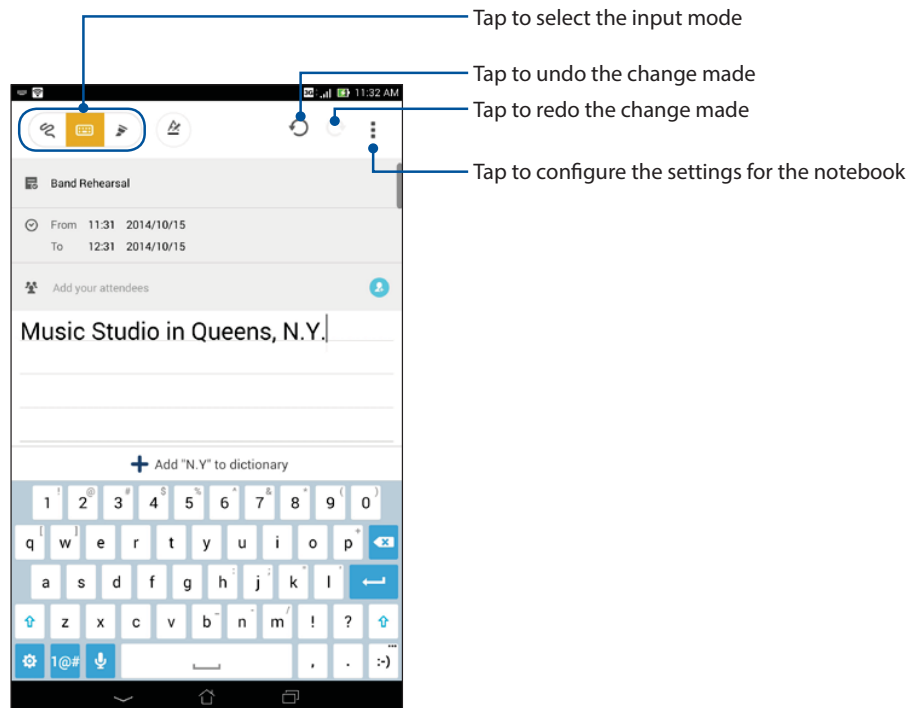 Tap to select the input mode
Tap to undo the change made
3G 11:32 AM
Tap to redo the change made
Tap to configure the settings for the notebook
Band Rehearsal
From 11:31 2014/10/15
To 12:31 2014/10/15
Add your attendees
Music Studio in Queens, N.Y.
Add "N.Y" to dictionary
1 ! 2 @ 3 # 4 $ 5 % 6 ^ 7 & 8 * 9 ( 0 )
q [ w ] e r t y u i o p +
a s d f g h : j ; k " l '
z x c v b _ n - m / ! ?
1@# , . :-)